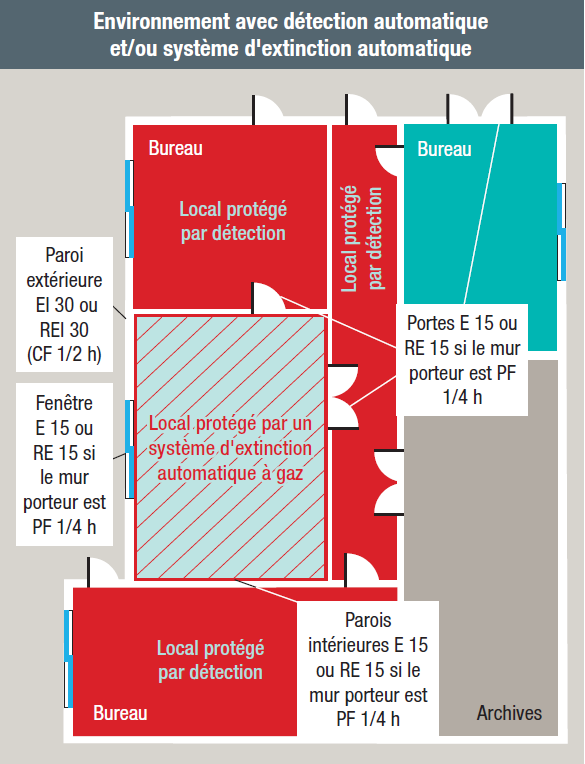 Environnement avec détection automatique
et/ou système d'extinction automatique
Bureau
Local protégé
par détection
Local protégé
par détection
Bureau
Paroi
extérieure
EI 30 ou
REI 30
(CF 1/2 h)
Portes E 15 ou
RE 15 si le mur
porteur est PF
1/4 h
Fenêtre
E 15 ou
RE 15 si
le mur
porteur est
PF 1/4 h
Local protégé par un
système d'extinction
automatique à gaz
Local protégé
par détection
Bureau
Parois
intérieures E 15
ou RE 15 si le
mur porteur est
PF 1/4 h
Archives